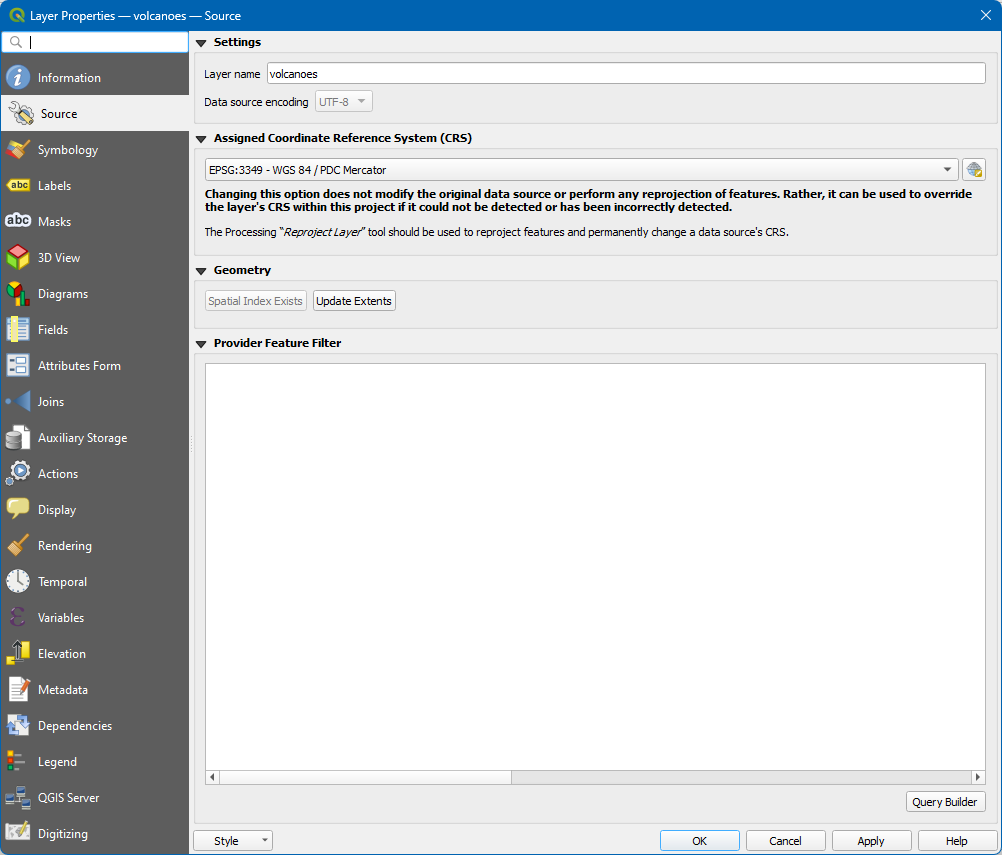 Layer Properties — volcanoes — Source
Information
Source
Symbology
Labels
Masks
3D View
Diagrams
Fields
Attributes Form
Joins
Auxiliary Storage
Actions
Display
Rendering
Temporal
Variables
Elevation
Metadata
Dependencies
Legend
QGIS Server
Digitizing
Settings
Layer name volcanoes
Data source encoding UTF-8
Assigned Coordinate Reference System (CRS)
EPSG:3349 - WGS 84 / PDC Mercator
Changing this option does not modify the original data source or perform any reprojection of features. Rather, it can be used to override
the layer's CRS within this project if it could not be detected or has been incorrectly detected.
The Processing “Reproject Layer” tool should be used to reproject features and permanently change a data source's CRS.
Geometry
Spatial Index Exists Update Extents
Provider Feature Filter
Query Builder
Style OK Cancel Apply Help